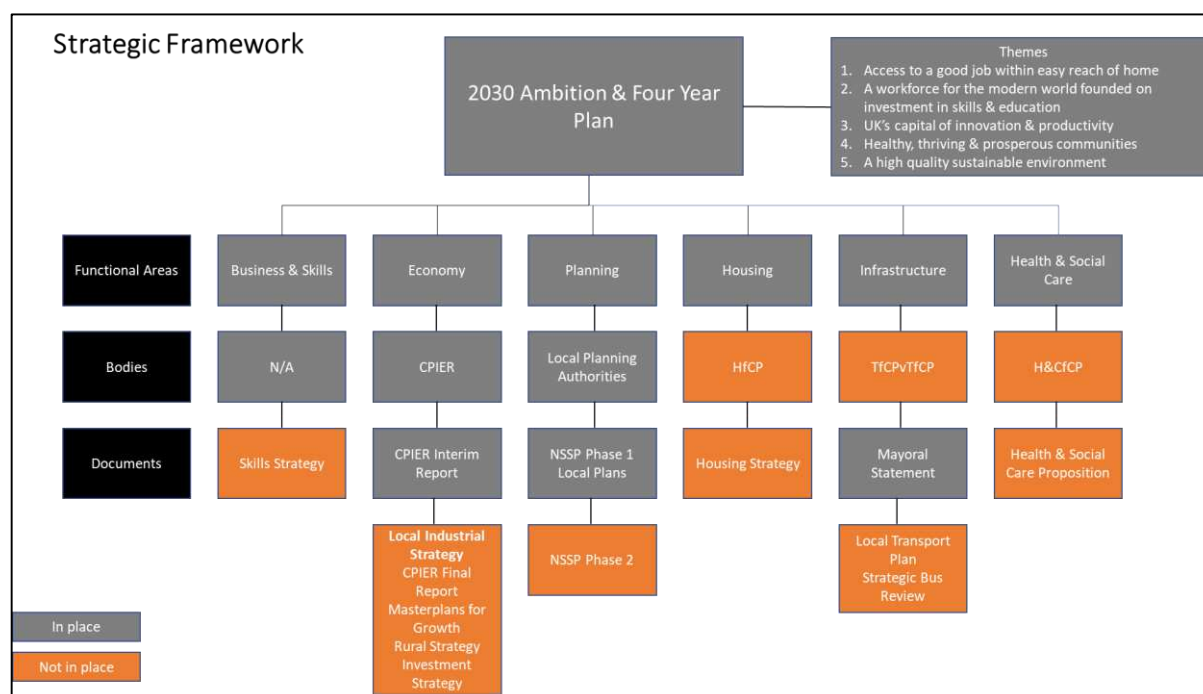 Strategic Framework
2030 Ambition & Four Year
Plan
Themes
1. Access to a good job within easy reach of home
2. A workforce for the modern world founded on
investment in skills & education
3. UK's capital of innovation & productivity
4. Healthy, thriving & prosperous communities
5. A high quality sustainable environment
Functional Areas
Business & Skills
Economy
Planning
Housing
Infrastructure
Health & Social
Care
Bodies
N/A
CPIER
Local Planning
Authorities
HfCP
TfCPvTfCP
H&CfCP
Documents
Skills Strategy
CPIER Interim
Report
NSSP Phase 1
Local Plans
Housing Strategy
Mayoral
Statement
Health & Social
Care Proposition
Local Industrial
Strategy
CPIER Final
Report
Masterplans for
Growth
Rural Strategy
Investment
Strategy
NSSP Phase 2
Local Transport
Plan
Strategic Bus
Review
In place
Not in place